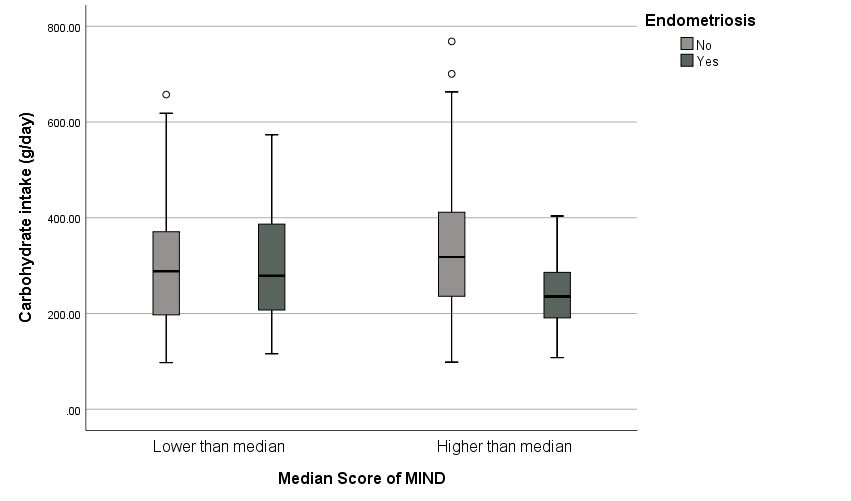 Endometriosis
No
Yes
Carbohydrate intake (g/day)
800.00
600.00
400.00
200.00
.00
Lower than median
Higher than median
Median Score of MIND